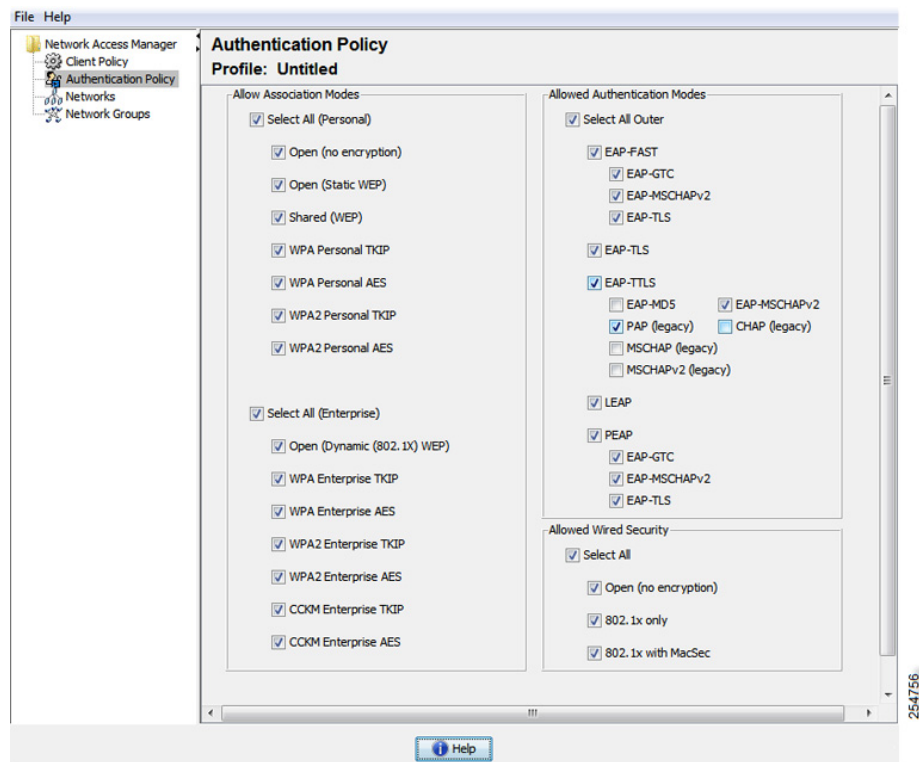 File Help
Network Access Manager
Client Policy
Authentication Policy
Networks
Network Groups
Authentication Policy
Profile: Untitled
Allow Association Modes
Select All (Personal)
Open (no encryption)
Open (Static WEP)
Shared (WEP)
WPA Personal TKIP
WPA Personal AES
WPA2 Personal TKIP
WPA2 Personal AES
Select All (Enterprise)
Open (Dynamic (802.1X) WEP)
WPA Enterprise TKIP
WPA Enterprise AES
WPA2 Enterprise TKIP
WPA2 Enterprise AES
CCKM Enterprise TKIP
CCKM Enterprise AES
Allowed Authentication Modes
Select All Outer
EAP-FAST
EAP-GTC
EAP-MSCHAPv2
EAP-TLS
EAP-TLS
EAP-TTLS
EAP-MD5 EAP-MSCHAPv2
PAP (legacy) CHAP (legacy)
MSCHAP (legacy)
MSCHAPv2 (legacy)
LEAP
PEAP
EAP-GTC
EAP-MSCHAPv2
EAP-TLS
Allowed Wired Security
Select All
Open (no encryption)
802.1x only
802.1x with MacSec
Help
254756